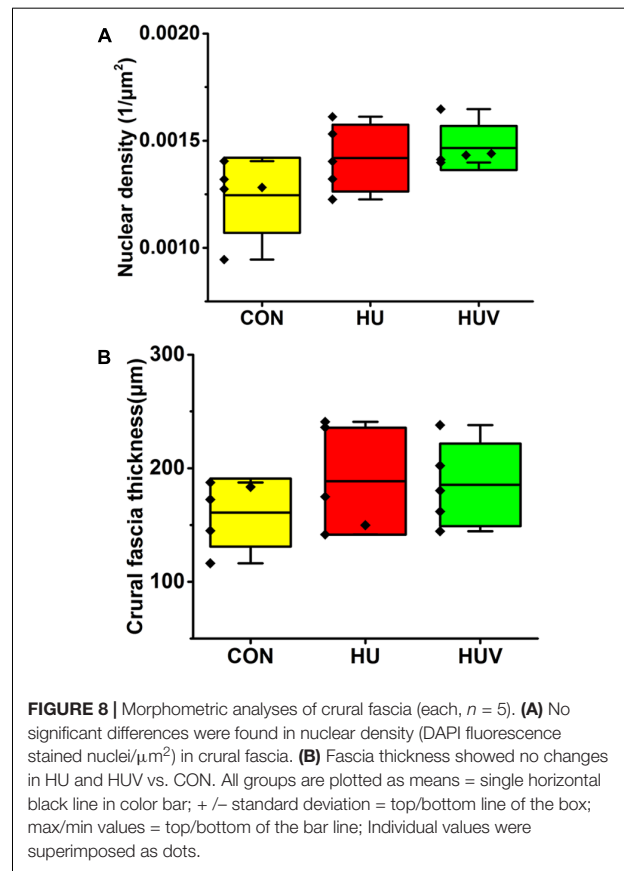 A
0.0020
0.0015
0.0010
Nuclear density (1/μm²)
CON HU HUV
B
300
200
100
Crural fascia thickness(μm)
CON HU HUV
FIGURE 8 | Morphometric analyses of crural fascia (each, n = 5). (A) No
significant differences were found in nuclear density (DAPI fluorescence
stained nuclei/μm²) in crural fascia. (B) Fascia thickness showed no changes
in HU and HUV vs. CON. All groups are plotted as means = single horizontal
black line in color bar; + /– standard deviation = top/bottom line of the box;
max/min values = top/bottom of the bar line; Individual values were
superimposed as dots.